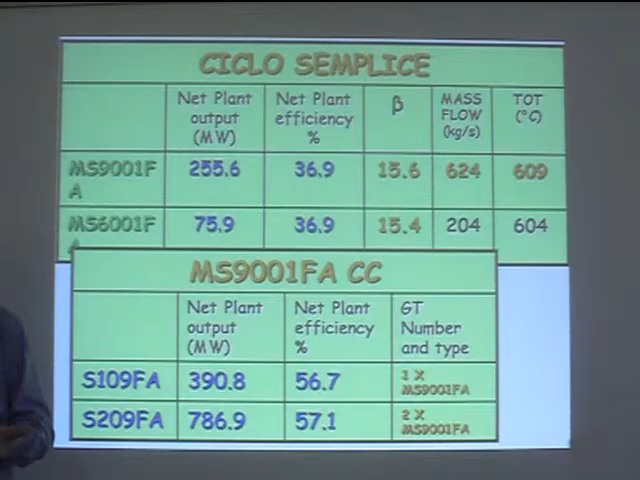 CICLO SEMPLICE
Net Plant output (MW) Net Plant efficiency % β MASS FLOW (kg/s) TOT (°C)
MS9001FA 255.6 36.9 15.6 624 609
MS6001FA 75.9 36.9 15.4 204 604
MS9001FA CC
Net Plant output (MW) Net Plant efficiency % GT Number and type
S109FA 390.8 56.7 1 X MS9001FA
S209FA 786.9 57.1 2 X MS9001FA